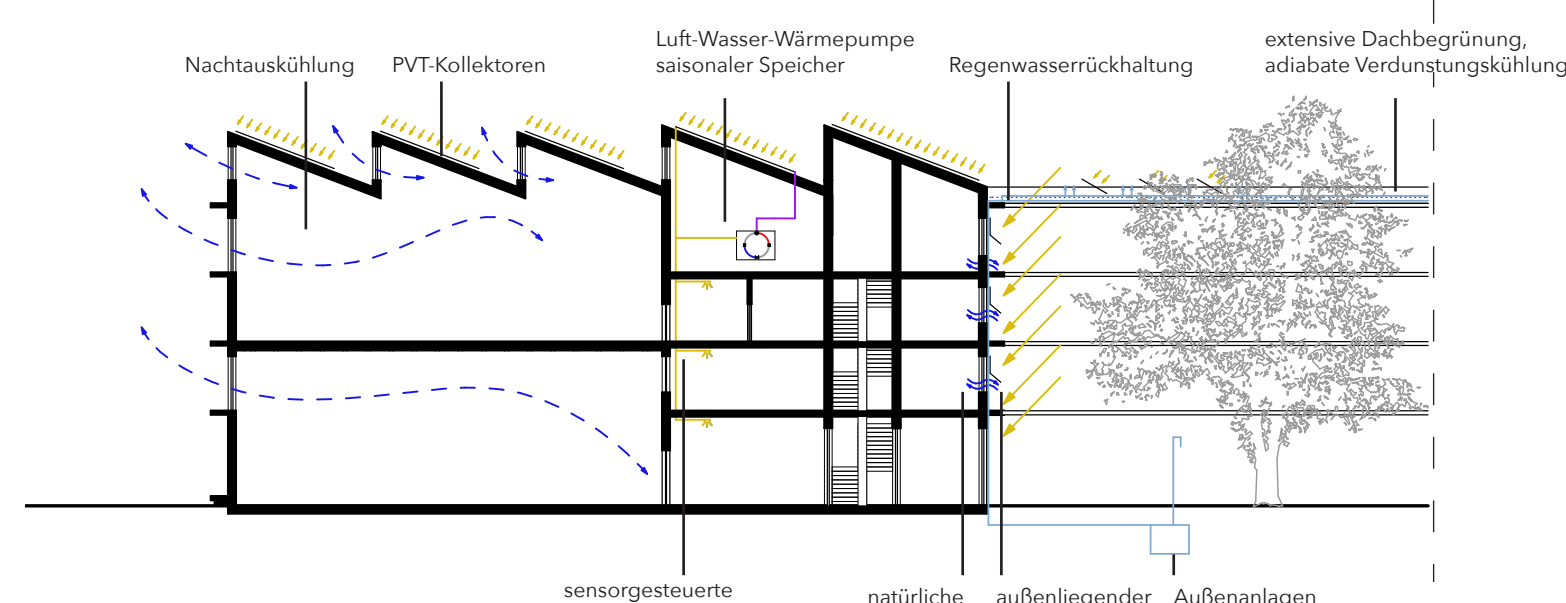 Nachtauskühlung
PVT-Kollektoren
Luft-Wasser-Wärmepumpe
saisonaler Speicher
Regenwasserrückhaltung
extensive Dachbegrünung,
adiabate Verdunstungskühlung
sensorgesteuerte
natürliche
außenliegender
Außenanlagen